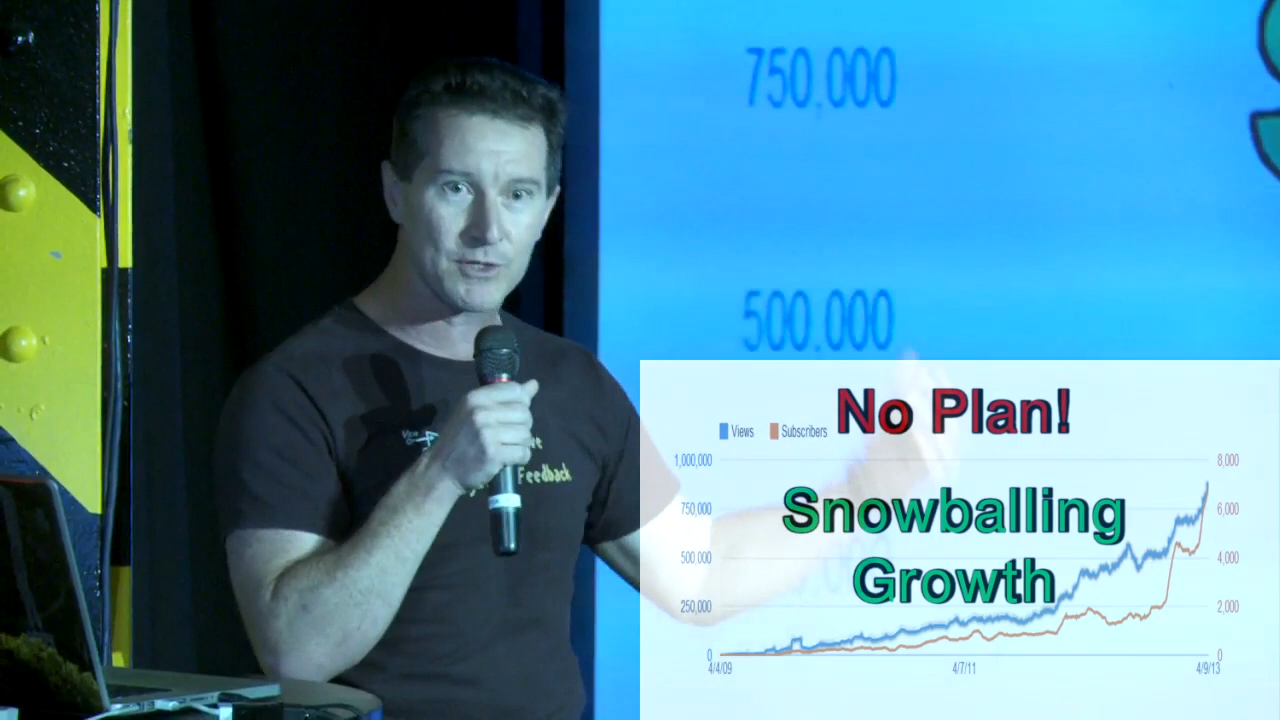 750,000
500,000
Feedback
No Plan!
Views Subscribers
Snowballing
Growth
1,000,000
750,000
500,000
250,000
0
8,000
6,000
4,000
2,000
0
4/4/09 4/7/11 4/9/13